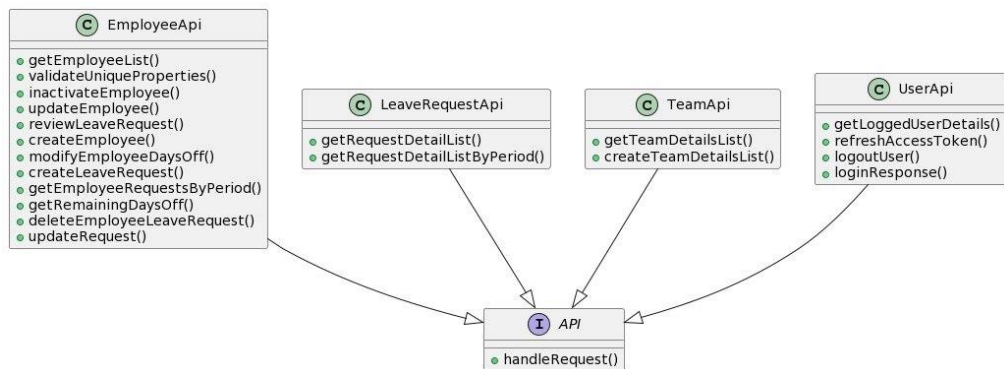 C EmployeeApi
getEmployeeList()
validateUniqueProperties()
inactivateEmployee()
updateEmployee()
reviewLeaveRequest()
createEmployee()
modifyEmployeeDaysOff()
createLeaveRequest()
getEmployeeRequestsByPeriod()
getRemainingDaysOff()
deleteEmployeeLeaveRequest()
updateRequest()
C LeaveRequestApi
getRequestDetailList()
getRequestDetailListByPeriod()
C TeamApi
getTeamDetailsList()
createTeamDetailsList()
C UserApi
getLoggedUserDetails()
refreshAccessToken()
logoutUser()
loginResponse()
I API
handleRequest()